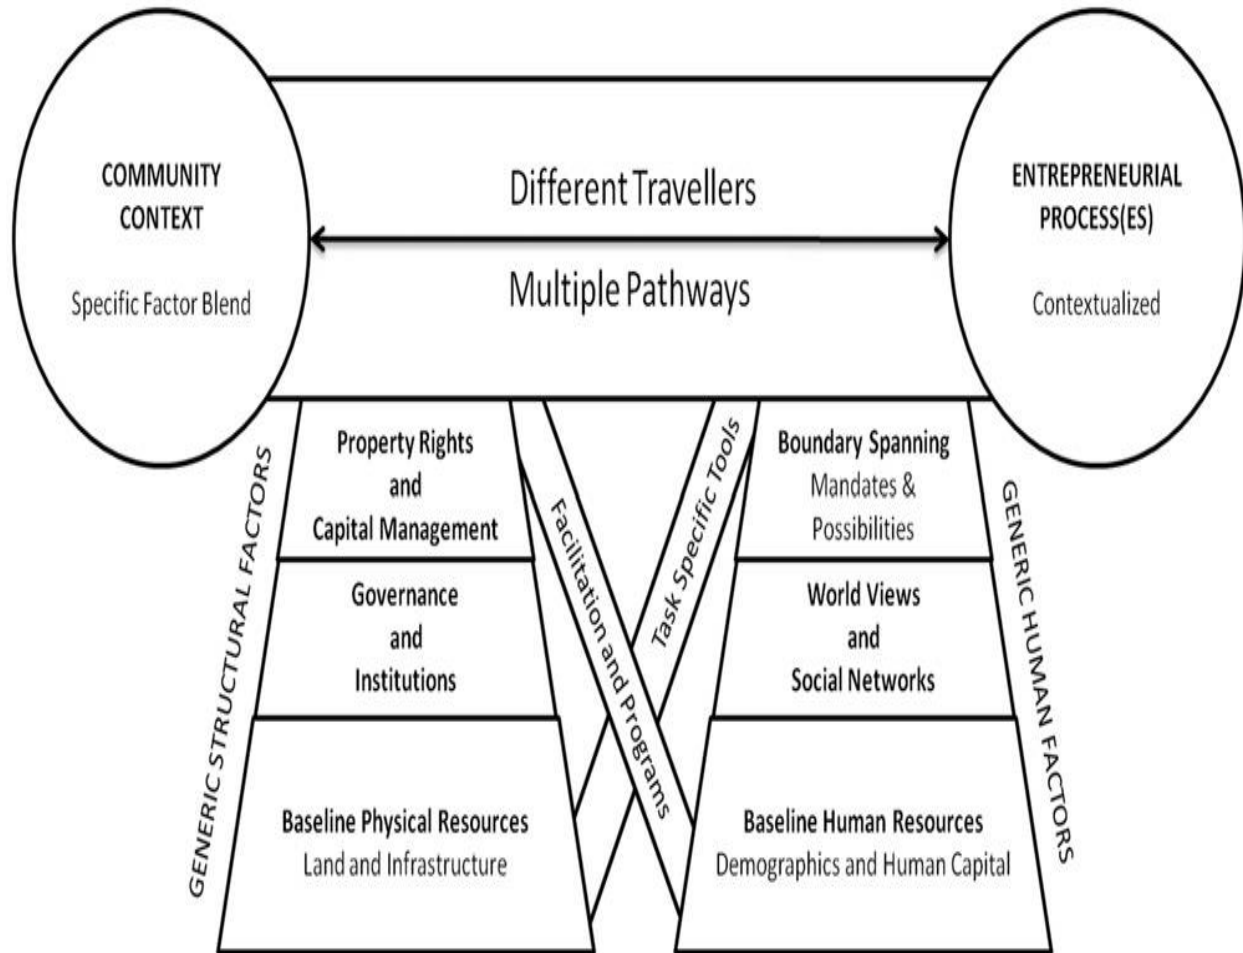 COMMUNITY
CONTEXT
Specific Factor Blend
Different Travellers
Multiple Pathways
ENTREPRENEURIAL
PROCESS(ES)
Contextualized
GENERIC STRUCTURAL FACTORS
Property Rights
and
Capital Management
Governance
and
Institutions
Baseline Physical Resources
Land and Infrastructure
Facilitation and Programs
Task Specific Tools
Boundary Spanning
Mandates &
Possibilities
World Views
and
Social Networks
Baseline Human Resources
Demographics and Human Capital
GENERIC HUMAN FACTORS